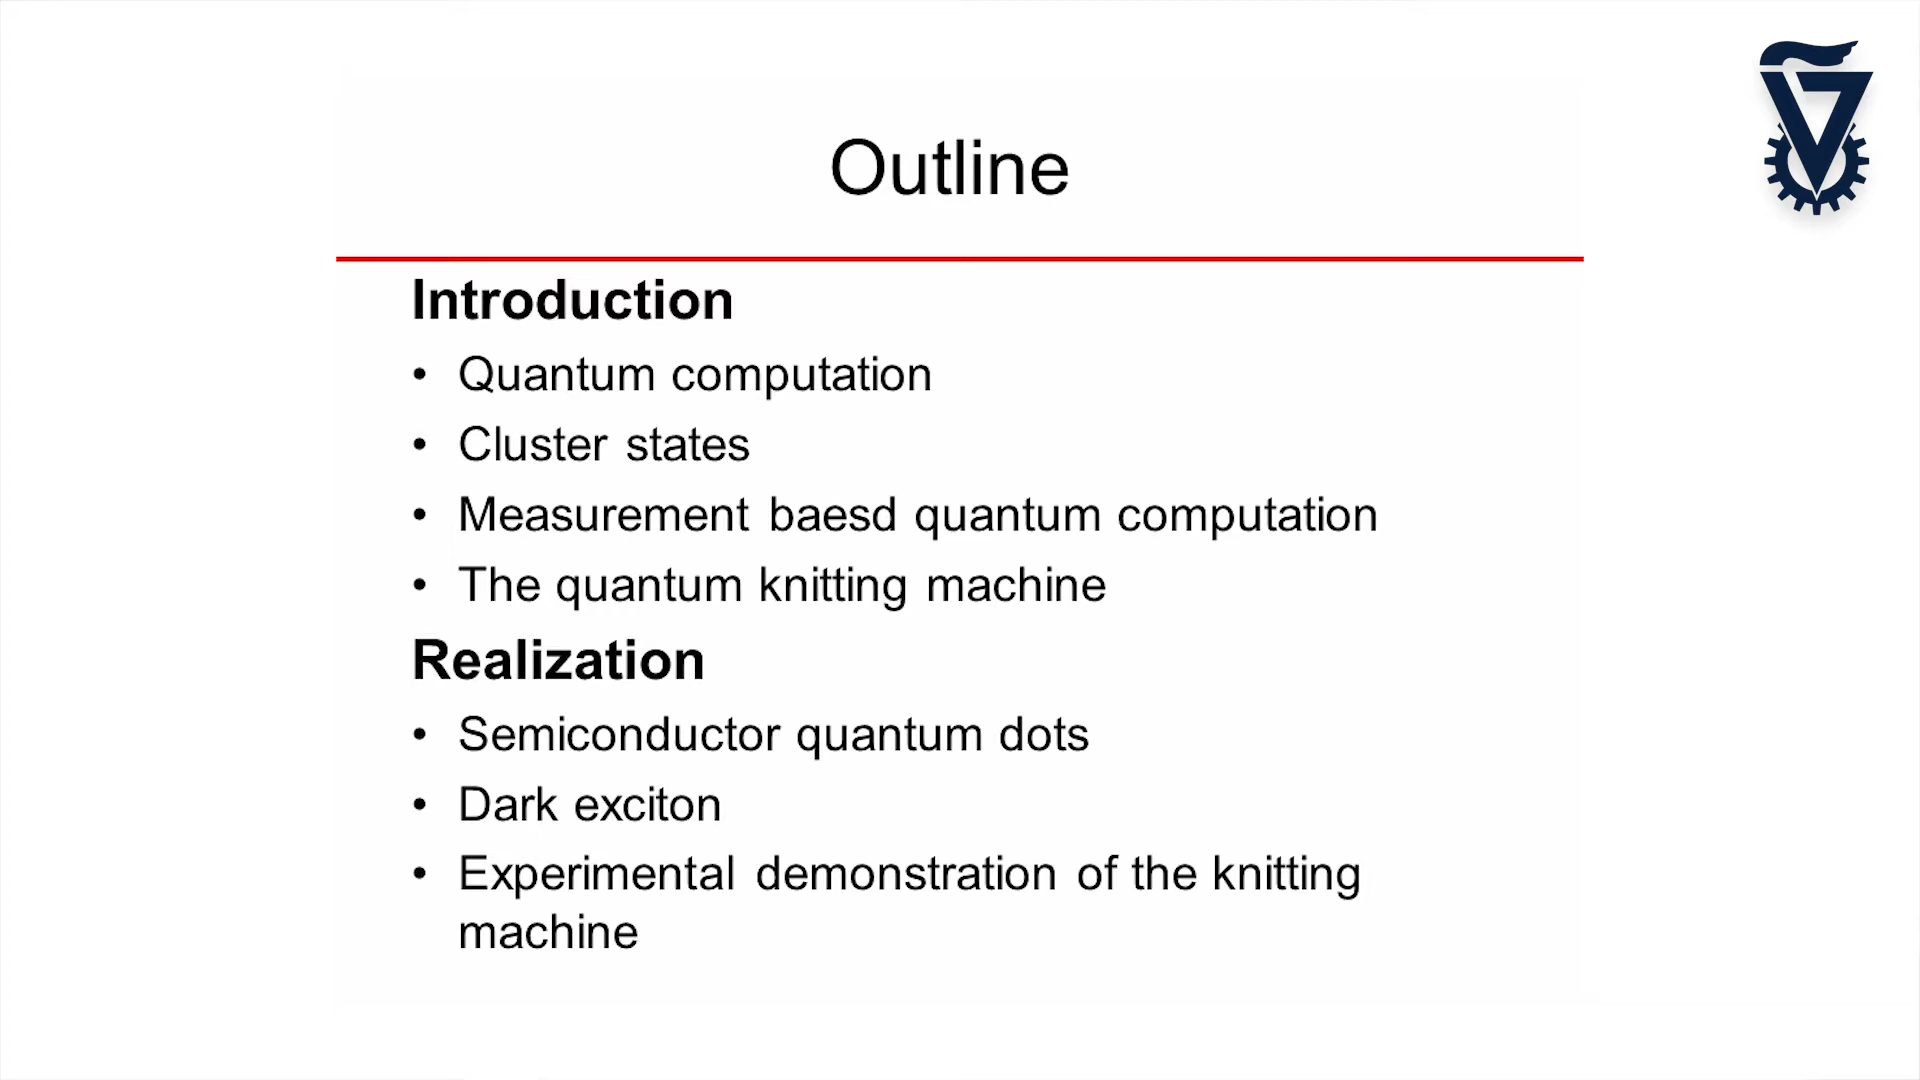 Outline
Introduction
• Quantum computation
• Cluster states
• Measurement baesd quantum computation
• The quantum knitting machine
Realization
• Semiconductor quantum dots
• Dark exciton
• Experimental demonstration of the knitting
machine